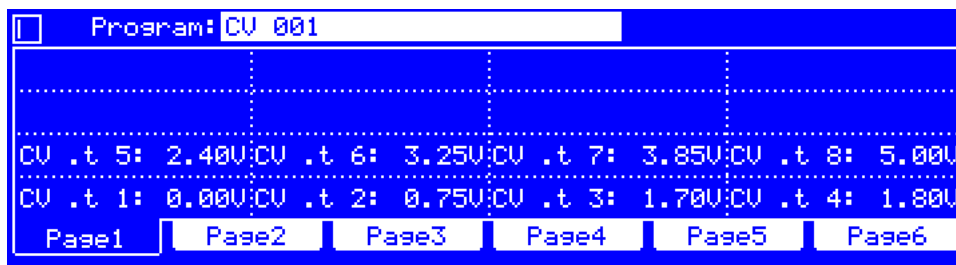 Program: CV 001
CV .t 5: 2.40V CV .t 6: 3.25V CV .t 7: 3.85V CV .t 8: 5.00V
CV .t 1: 0.00V CV .t 2: 0.75V CV .t 3: 1.70V CV .t 4: 1.80V
Page1 Page2 Page3 Page4 Page5 Page6